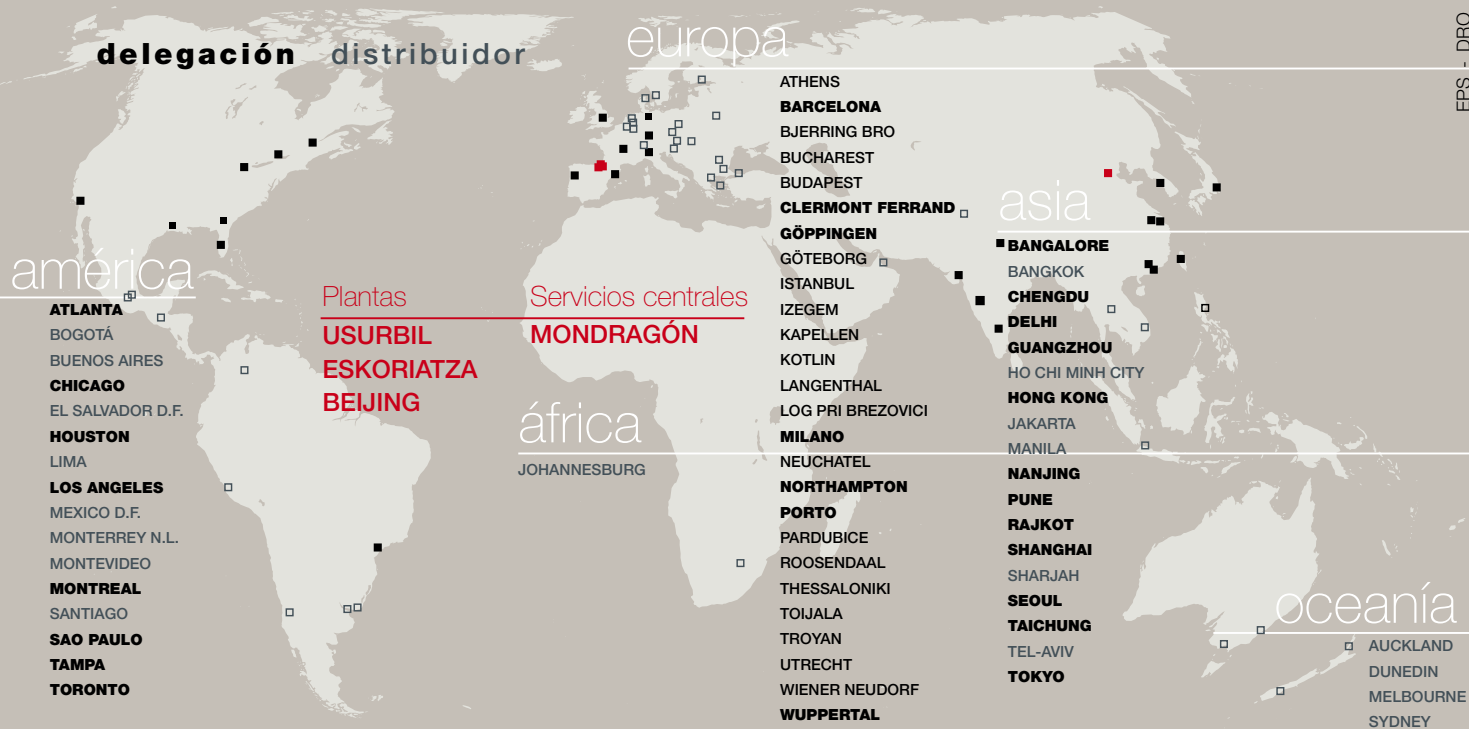 delegación distribuidor
europa
EPS - DRO
ATHENS
BARCELONA
BJERRING BRO
BUCHAREST
BUDAPEST
CLERMONT FERRAND
GÖPPINGEN
GÖTEBORG
ISTANBUL
IZEGEM
KAPELLEN
KOTLIN
LANGENTHAL
LOG PRI BREZOVICI
MILANO
NEUCHATEL
NORTHAMPTON
PORTO
PARDUBICE
ROOSENDAAL
THESSALONIKI
TOIJALA
TROYAN
UTRECHT
WIENER NEUDORF
WUPPERTAL
asia
BANGALORE
BANGKOK
CHENGDU
DELHI
GUANGZHOU
HO CHI MINH CITY
HONG KONG
JAKARTA
MANILA
NANJING
PUNE
RAJKOT
SHANGHAI
SHARJAH
SEOUL
TAICHUNG
TEL-AVIV
TOKYO
américa
ATLANTA
BOGOTÁ
BUENOS AIRES
CHICAGO
EL SALVADOR D.F.
HOUSTON
LIMA
LOS ANGELES
MEXICO D.F.
MONTERREY N.L.
MONTEVIDEO
MONTREAL
SANTIAGO
SAO PAULO
TAMPA
TORONTO
Plantas
USURBIL
ESKORIATZA
BEIJING
Servicios centrales
MONDRAGÓN
áfrica
JOHANNESBURG
oceanía
AUCKLAND
DUNEDIN
MELBOURNE
SYDNEY